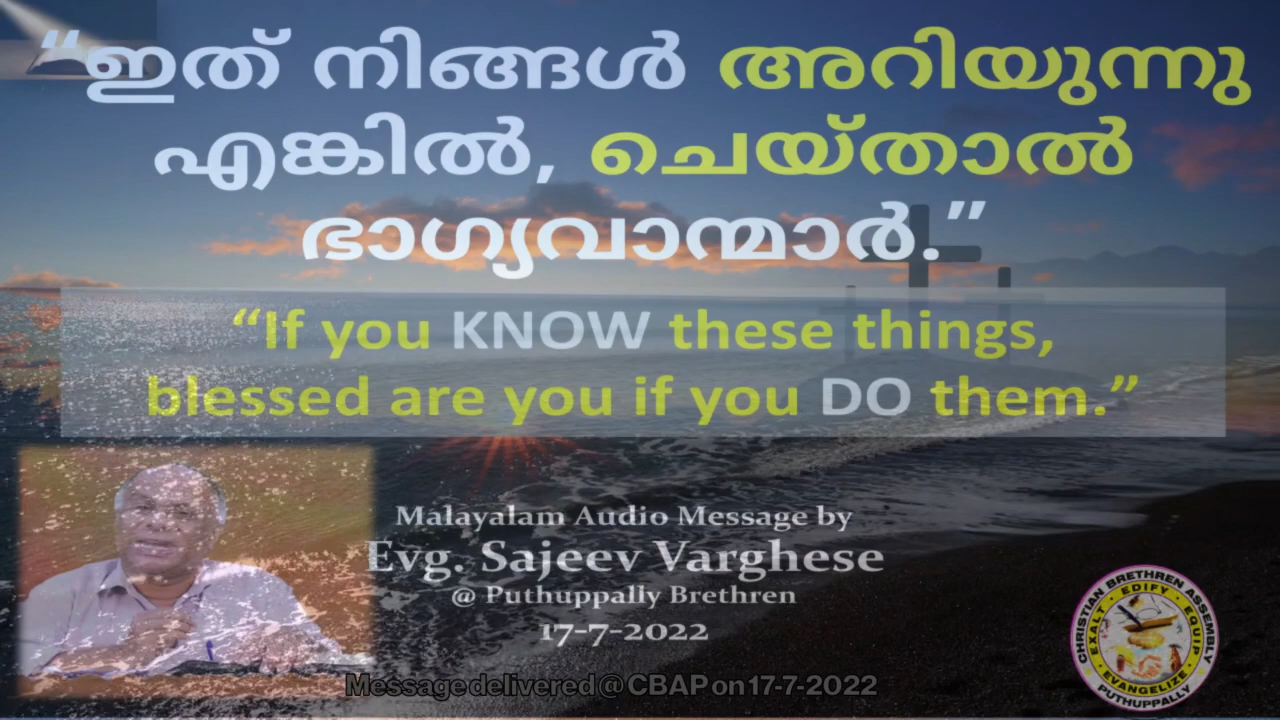 “ഇത് നിങ്ങൾ അറിയുന്നു
എങ്കിൽ, ചെയ്താൽ
ഭാഗ്യവാന്മാർ.”
“If you KNOW these things,
blessed are you if you DO them.”
Malayalam Audio Message by
Evg. Sajeev Varghese
@ Puthuppally Brethren
17-7-2022
CHRISTIAN BRETHREN ASSEMBLY
EXALT · EDIFY · EQUIP
EVANGELIZE
PUTHUPPALLY
Message delivered @ CBAP on 17-7-2022